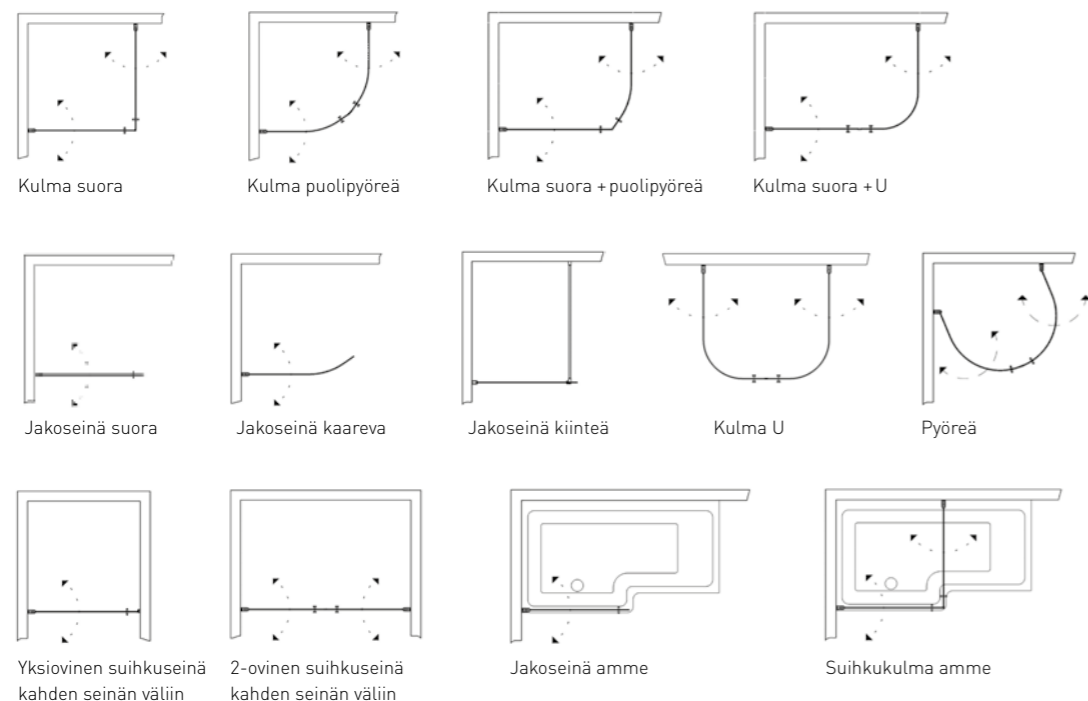 Kulma suora
Kulma puolipyöreä
Kulma suora + puolipyöreä
Kulma suora + U
Jakoseinä suora
Jakoseinä kaareva
Jakoseinä kiinteä
Kulma U
Pyöreä
Yksiovinen suihkuseinä
kahden seinän väliin
2-ovinen suihkuseinä
kahden seinän väliin
Jakoseinä amme
Suihkukulma amme